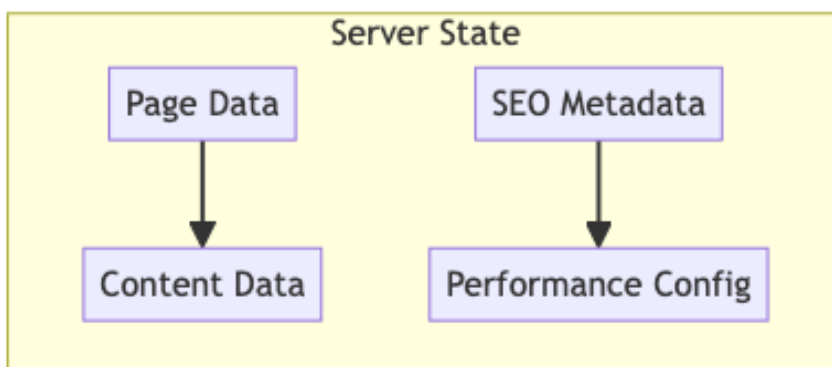 Server State
Page Data
SEO Metadata
Content Data
Performance Config